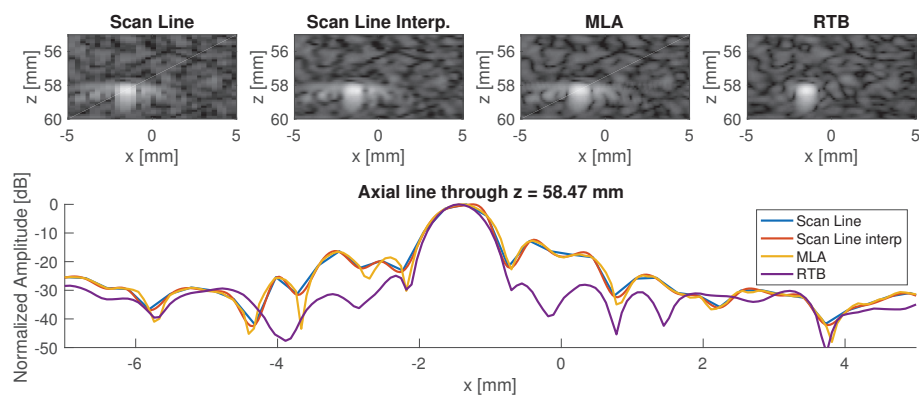 Scan Line
Scan Line Interp.
MLA
RTB
z [mm]
56
58
60
-5
0
5
x [mm]
z [mm]
56
58
60
-5
0
5
x [mm]
z [mm]
56
58
60
-5
0
5
x [mm]
z [mm]
56
58
60
-5
0
5
x [mm]
Axial line through z = 58.47 mm
Normalized Amplitude [dB]
0
-10
-20
-30
-40
-50
-6
-4
-2
0
2
4
x [mm]
Scan Line
Scan Line interp
MLA
RTB